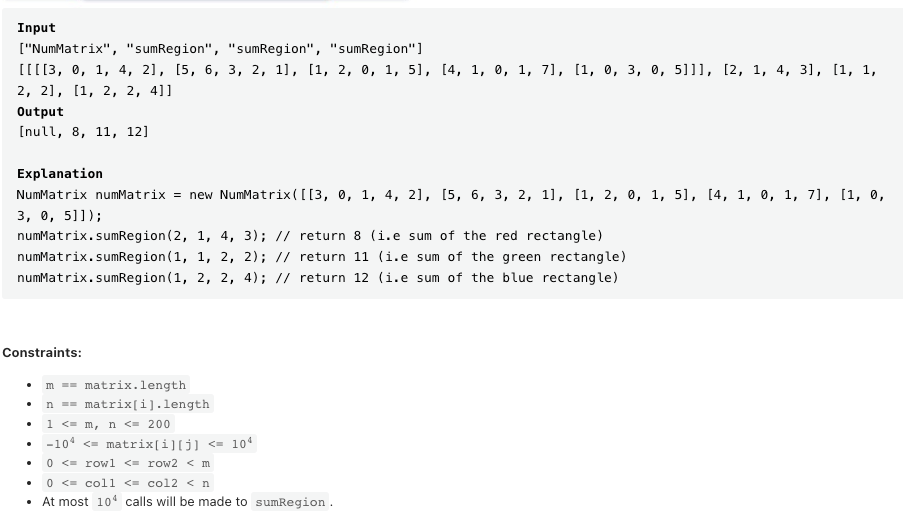 Input
["NumMatrix", "sumRegion", "sumRegion", "sumRegion"]
[[[[3, 0, 1, 4, 2], [5, 6, 3, 2, 1], [1, 2, 0, 1, 5], [4, 1, 0, 1, 7], [1, 0, 3, 0, 5]]], [2, 1, 4, 3], [1, 1,
2, 2], [1, 2, 2, 4]]
Output
[null, 8, 11, 12]
Explanation
NumMatrix numMatrix = new NumMatrix([[3, 0, 1, 4, 2], [5, 6, 3, 2, 1], [1, 2, 0, 1, 5], [4, 1, 0, 1, 7], [1, 0,
3, 0, 5]]);
numMatrix.sumRegion(2, 1, 4, 3); // return 8 (i.e sum of the red rectangle)
numMatrix.sumRegion(1, 1, 2, 2); // return 11 (i.e sum of the green rectangle)
numMatrix.sumRegion(1, 2, 2, 4); // return 12 (i.e sum of the blue rectangle)
Constraints:
• m == matrix.length
• n == matrix[i].length
• 1 <= m, n <= 200
• -10⁴ <= matrix[i][j] <= 10⁴
• 0 <= row1 <= row2 < m
• 0 <= col1 <= col2 < n
• At most 10⁴ calls will be made to sumRegion.